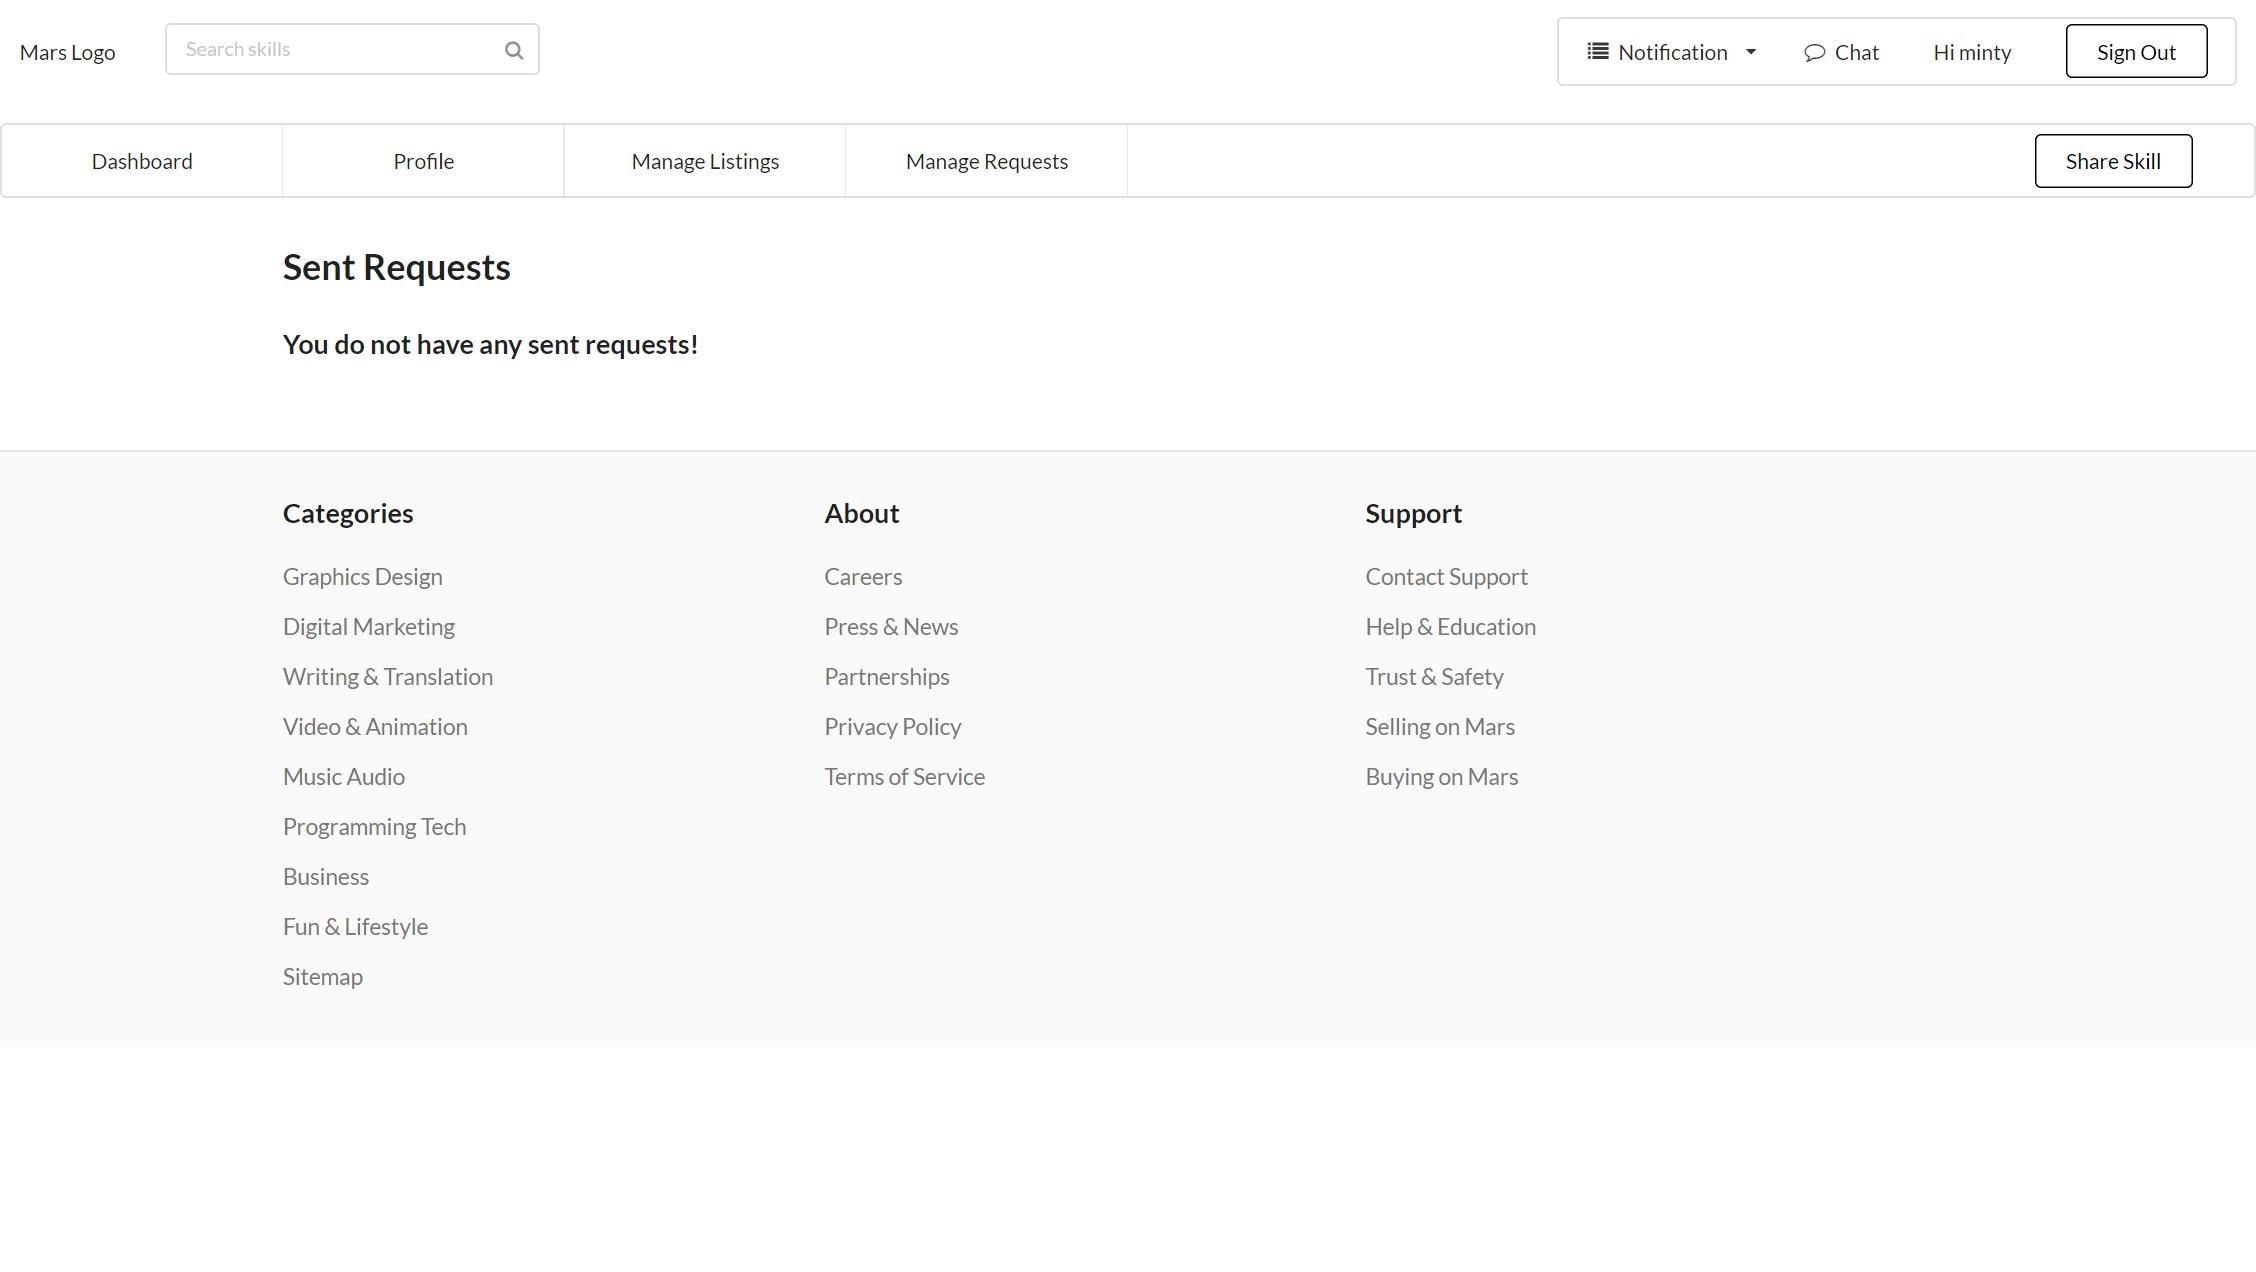 Mars Logo
Search skills
Notification
Chat
Hi minty
Sign Out
Dashboard
Profile
Manage Listings
Manage Requests
Share Skill
Sent Requests
You do not have any sent requests!
Categories
Graphics Design
Digital Marketing
Writing & Translation
Video & Animation
Music Audio
Programming Tech
Business
Fun & Lifestyle
Sitemap
About
Careers
Press & News
Partnerships
Privacy Policy
Terms of Service
Support
Contact Support
Help & Education
Trust & Safety
Selling on Mars
Buying on Mars